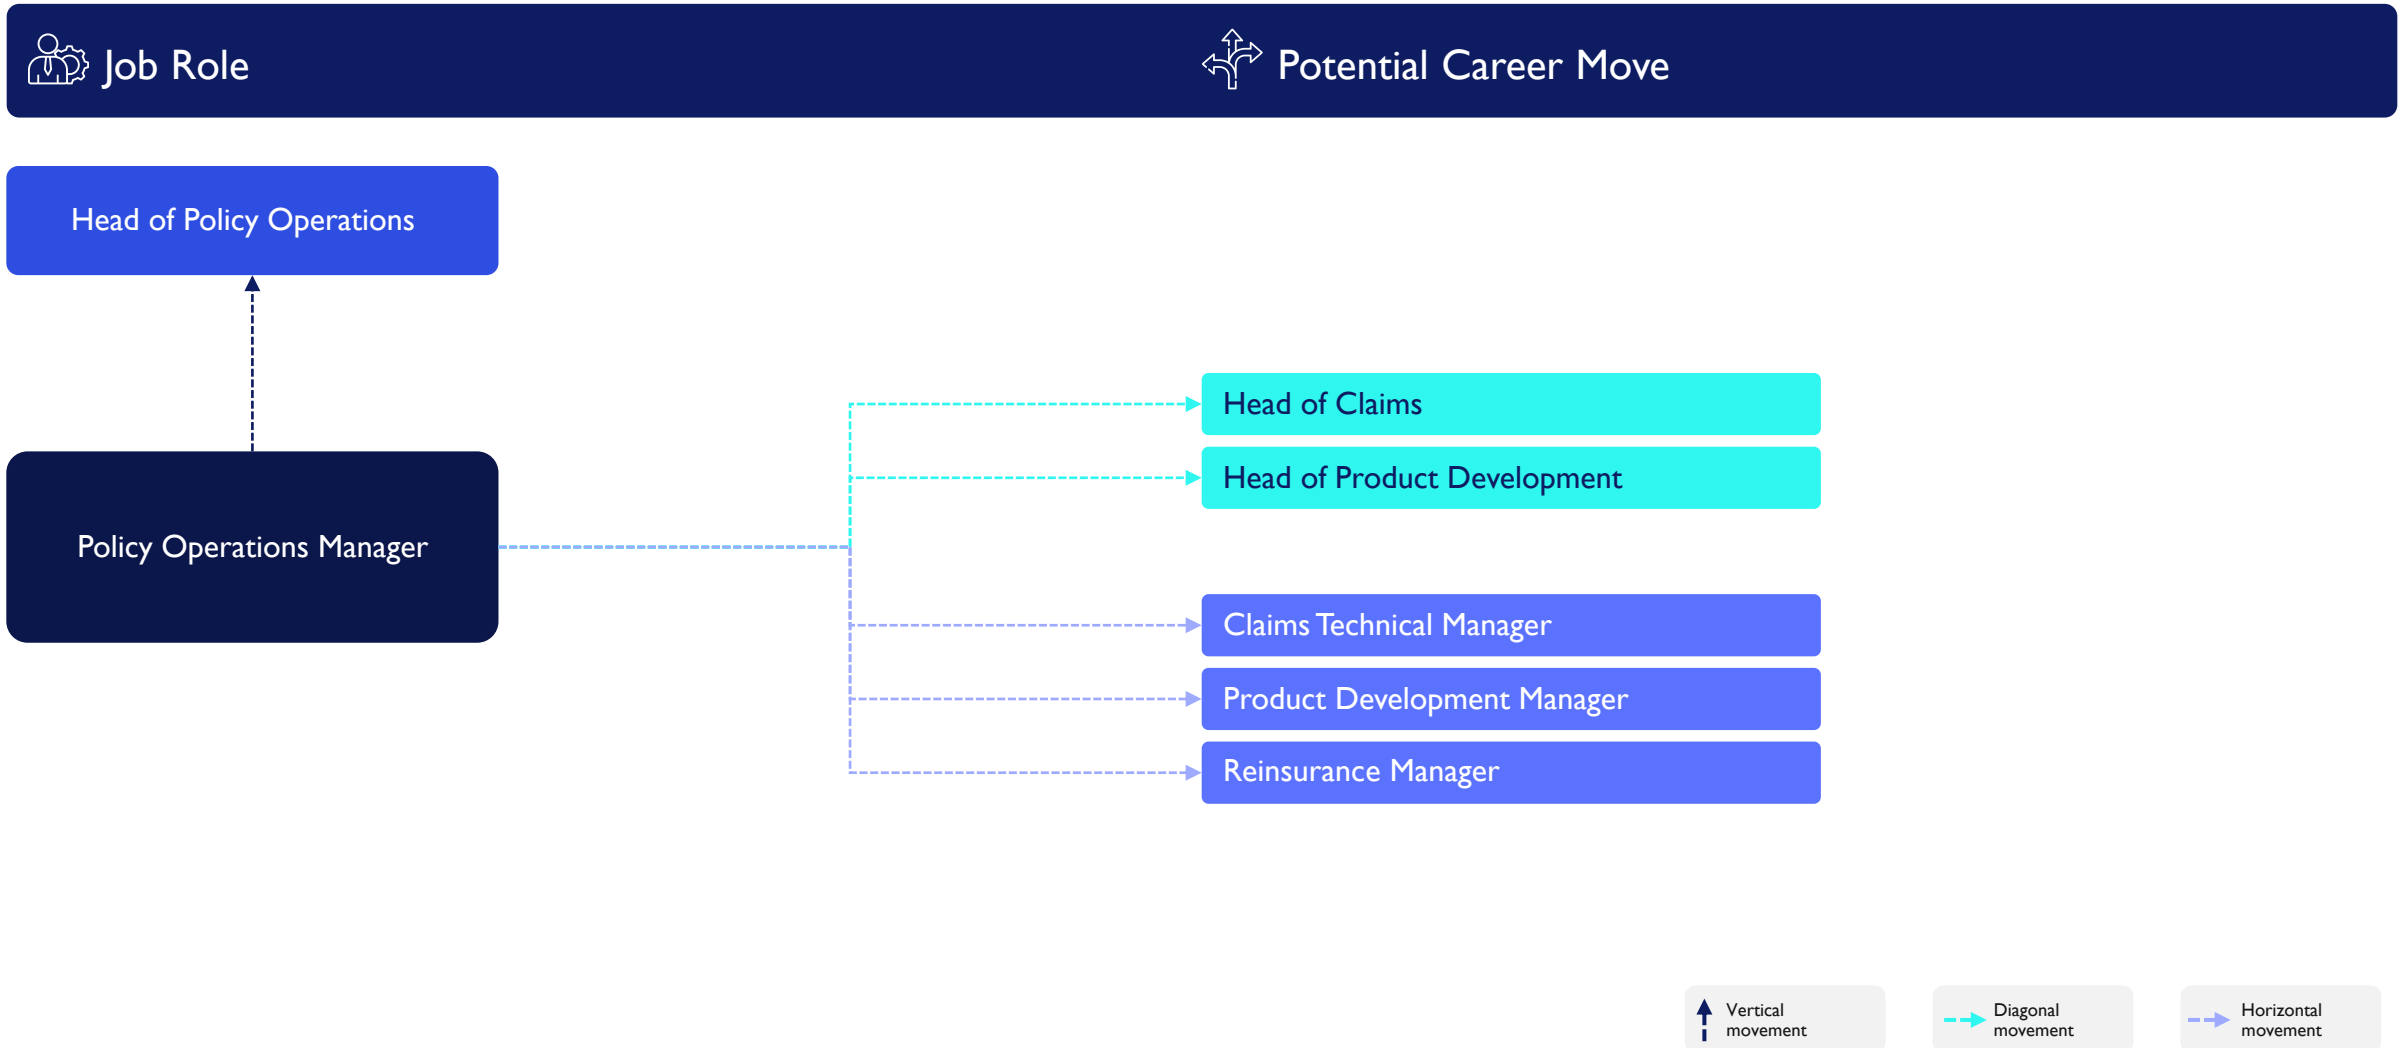 Job Role
Potential Career Move
Head of Policy Operations
Head of Claims
Head of Product Development
Policy Operations Manager
Claims Technical Manager
Product Development Manager
Reinsurance Manager
Vertical
movement
Diagonal
movement
Horizontal
movement